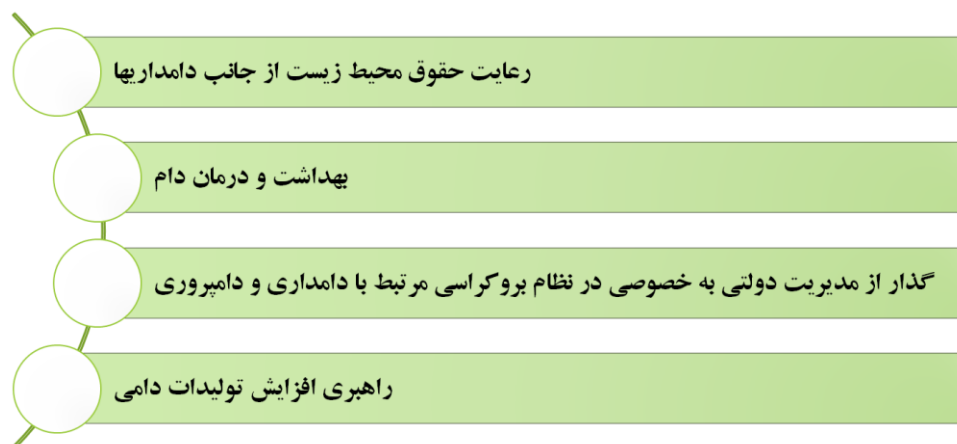 رعایت حقوق محیط زیست از جانب دامداریها
بهداشت و درمان دام
گذار از مدیریت دولتی به خصوصی در نظام بروکراسی مرتبط با دامداری و دامپروری
راهبری افزایش تولیدات دامی